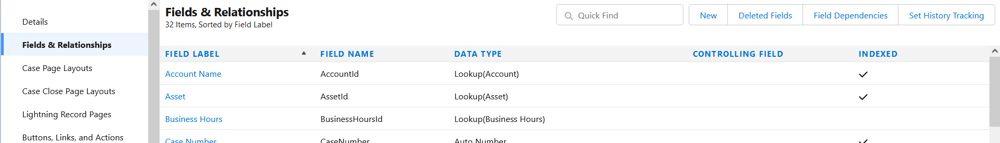 Details
Fields & Relationships
Case Page Layouts
Case Close Page Layouts
Lightning Record Pages
Buttons, Links, and Actions
Fields & Relationships
32 Items, Sorted by Field Label
Quick Find
New
Deleted Fields
Field Dependencies
Set History Tracking
FIELD LABEL FIELD NAME DATA TYPE CONTROLLING FIELD INDEXED
Account Name AccountId Lookup(Account)
Asset AssetId Lookup(Asset)
Business Hours BusinessHoursId Lookup(Business Hours)
Case Number CaseNumber Auto Number